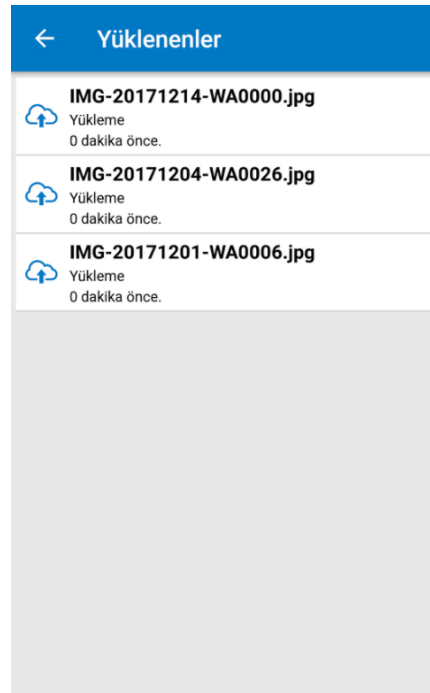 Yüklenenler
IMG-20171214-WA0000.jpg
Yükleme
0 dakika önce.
IMG-20171204-WA0026.jpg
Yükleme
0 dakika önce.
IMG-20171201-WA0006.jpg
Yükleme
0 dakika önce.